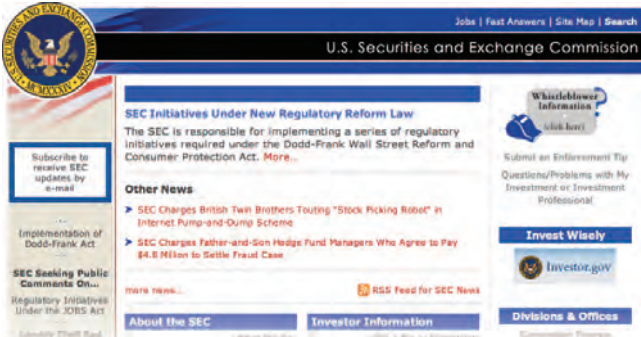 Jobs | Fast Answers | Site Map | Search
U.S. Securities and Exchange Commission
U.S. SECURITIES AND EXCHANGE COMMISSION
MCMXXXIV
Subscribe to
receive SEC
updates by
e-mail
Implementation of
Dodd-Frank Act
SEC Seeking Public
Comments On...
Regulatory Initiatives
Under the JOBS Act
SEC Initiatives Under New Regulatory Reform Law
The SEC is responsible for implementing a series of regulatory
initiatives required under the Dodd-Frank Wall Street Reform and
Consumer Protection Act. More...
Other News
SEC Charges British Twin Brothers Touting "Stock Picking Robot" in
Internet Pump-and-Dump Scheme
SEC Charges Father-and-Son Hedge Fund Managers Who Agree to Pay
$4.8 Million to Settle Fraud Case
more news...
RSS Feed for SEC News
About the SEC
Investor Information
Whistleblower
Information
(click here)
Submit an Enforcement Tip
Questions/Problems with My
Investment or Investment
Professional
Invest Wisely
Investor.gov
Divisions & Offices